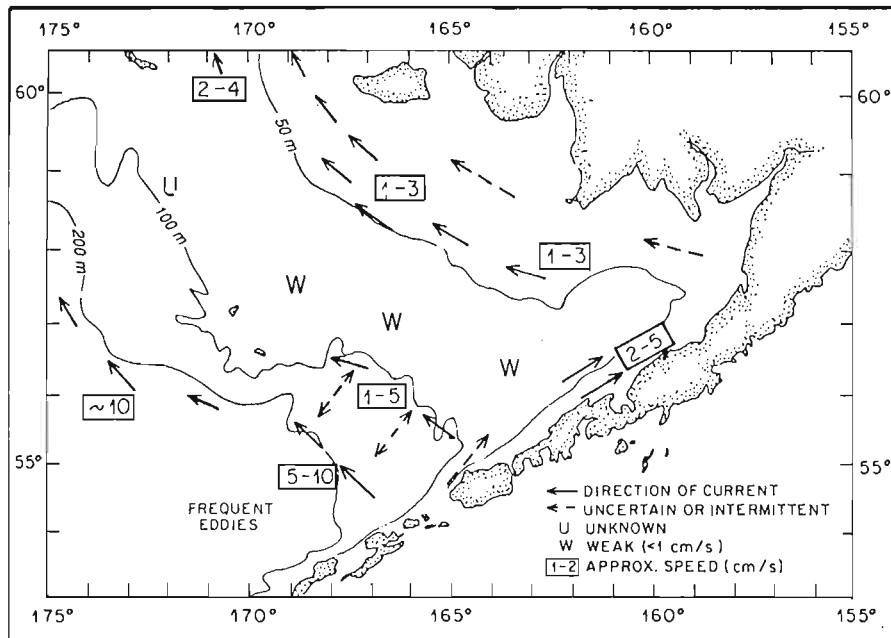 175° 170° 165° 160° 155°
60° 60°
2-4
50 m
1-3
U
100 m
200 m
1-3
W
W
W
2-5
1-5
~10
5-10
55° 55°
FREQUENT
EDDIES
DIRECTION OF CURRENT
UNCERTAIN OR INTERMITTENT
U UNKNOWN
W WEAK (<1 cm/s)
1-2 APPROX. SPEED (cm/s)
175° 170° 165° 160° 155°